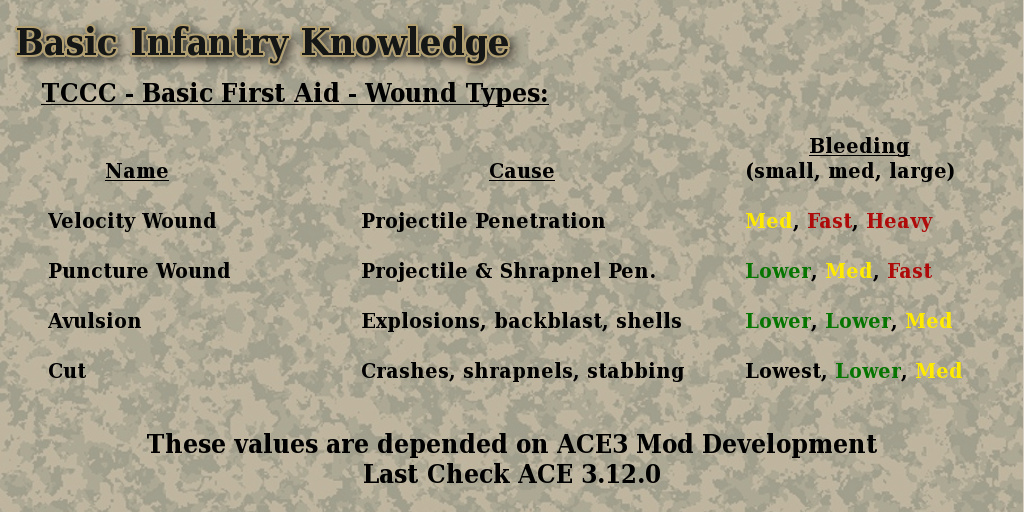 Basic Infantry Knowledge
TCCC - Basic First Aid - Wound Types:
Name Cause Bleeding
(small, med, large)
Velocity Wound Projectile Penetration Med, Fast, Heavy
Puncture Wound Projectile & Shrapnel Pen. Lower, Med, Fast
Avulsion Explosions, backblast, shells Lower, Lower, Med
Cut Crashes, shrapnels, stabbing Lowest, Lower, Med
These values are depended on ACE3 Mod Development
Last Check ACE 3.12.0